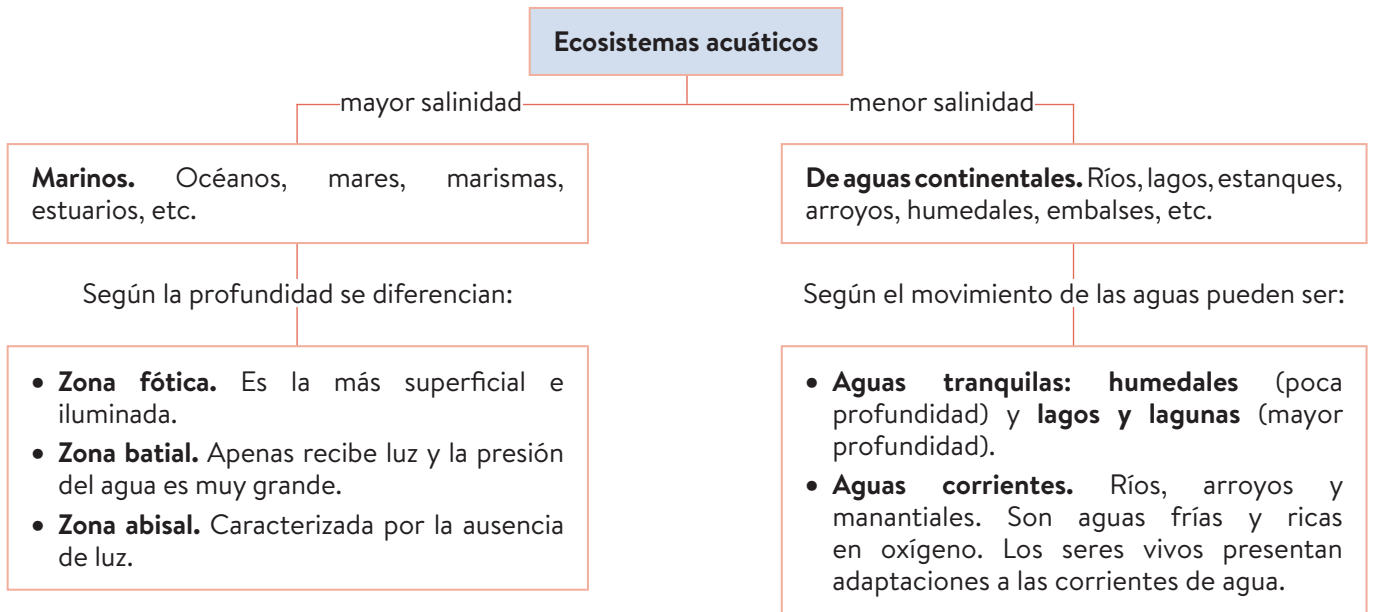 Ecosistemas acuáticos
mayor salinidad
menor salinidad
Marinos. Océanos, mares, marismas,
estuarios, etc.
De aguas continentales. Ríos, lagos, estanques,
arroyos, humedales, embalses, etc.
Según la profundidad se diferencian:
Según el movimiento de las aguas pueden ser:
• Zona fótica. Es la más superficial e
iluminada.
• Zona batial. Apenas recibe luz y la presión
del agua es muy grande.
• Zona abisal. Caracterizada por la ausencia
de luz.
• Aguas tranquilas: humedales (poca
profundidad) y lagos y lagunas (mayor
profundidad).
• Aguas corrientes. Ríos, arroyos y
manantiales. Son aguas frías y ricas
en oxígeno. Los seres vivos presentan
adaptaciones a las corrientes de agua.